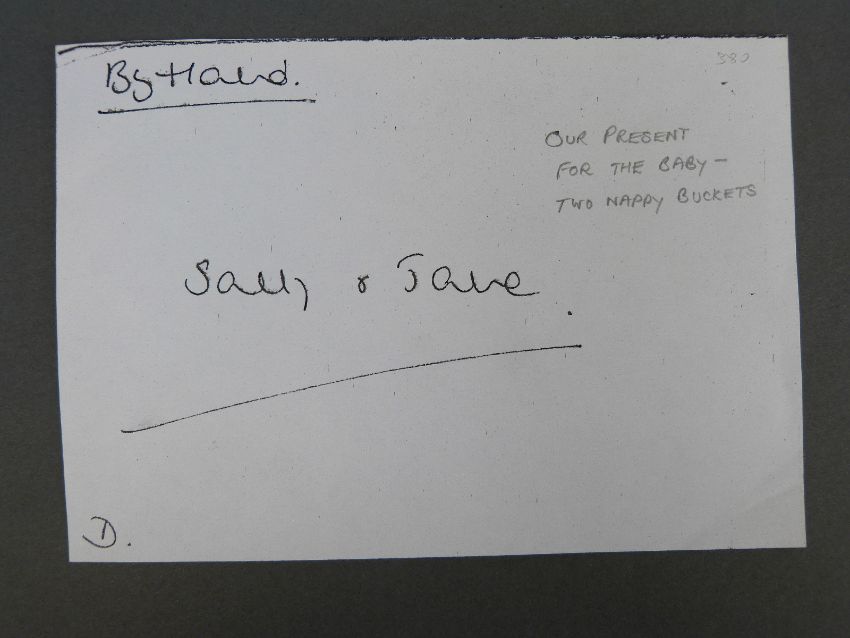 By Hand.
380
OUR PRESENT
FOR THE BABY –
TWO NAPPY BUCKETS
Sally & Jane
D.